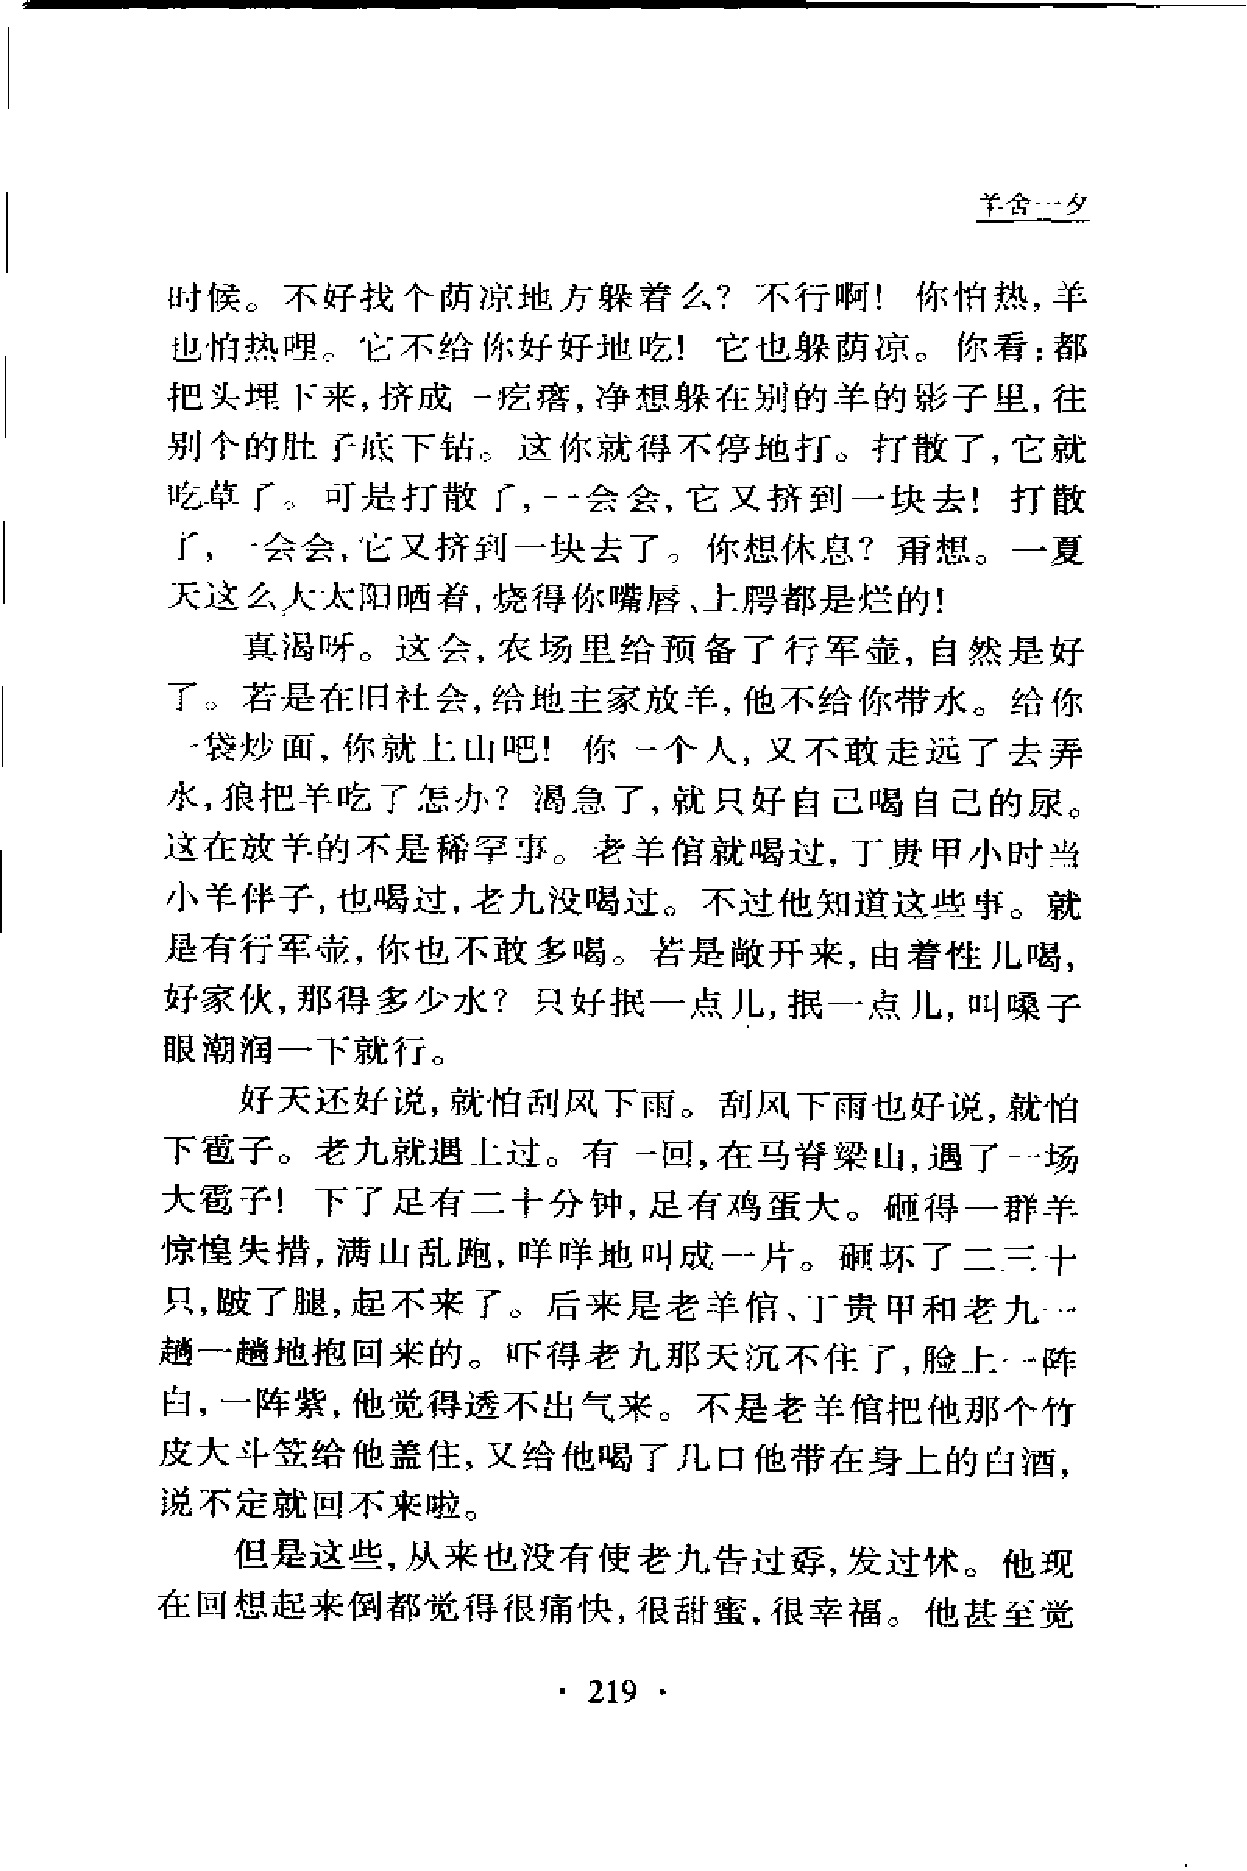 羊舍一夕
时候。不好找个荫凉地方躲着么？不行啊！你怕热，羊
也怕热哩。它不给你好好地吃！它也躲荫凉。你看：都
把头埋下来，挤成一疙瘩，净想躲在别的羊的影子里，往
别个的肚子底下钻。这你就得不停地打。打散了，它就
吃草了。可是打散了，一会会，它又挤到一块去！打散
了，一会会，它又挤到一块去了。你想休息？甭想。一夏
天这么大太阳晒着，烧得你嘴唇、上腭都是烂的！
真渴呀。这会，农场里给预备了行军壶，自然是好
了。若是在旧社会，给地主家放羊，他不给你带水。给你
一袋炒面，你就上山吧！你一个人，又不敢走远了去弄
水，狼把羊吃了怎办？渴急了，就只好自己喝自己的尿。
这在放羊的不是稀罕事。老羊倌就喝过，丁贵甲小时当
小羊伴子，也喝过，老九没喝过。不过他知道这些事。就
是有行军壶，你也不敢多喝。若是敞开来，由着性儿喝，
好家伙，那得多少水？只好抿一点儿，抿一点儿，叫嗓子
眼潮润一下就行。
好天还好说，就怕刮风下雨。刮风下雨也好说，就怕
下雹子。老九就遇上过。有一回，在马脊梁山，遇了一场
大雹子！下了足有二十分钟，足有鸡蛋大。砸得一群羊
惊惶失措，满山乱跑，咩咩地叫成一片。砸坏了二三十
只，跛了腿，起不来了。后来是老羊倌、丁贵甲和老九一
趟一趟地抱回来的。吓得老九那天沉不住了，脸上一阵
白，一阵紫，他觉得透不出气来。不是老羊倌把他那个竹
皮大斗笠给他盖住，又给他喝了几口他带在身上的白酒，
说不定就回不来啦。
但是这些，从来也没有使老九告过孬，发过怵。他现
在回想起来倒都觉得很痛快，很甜蜜，很幸福。他甚至觉
· 219 ·